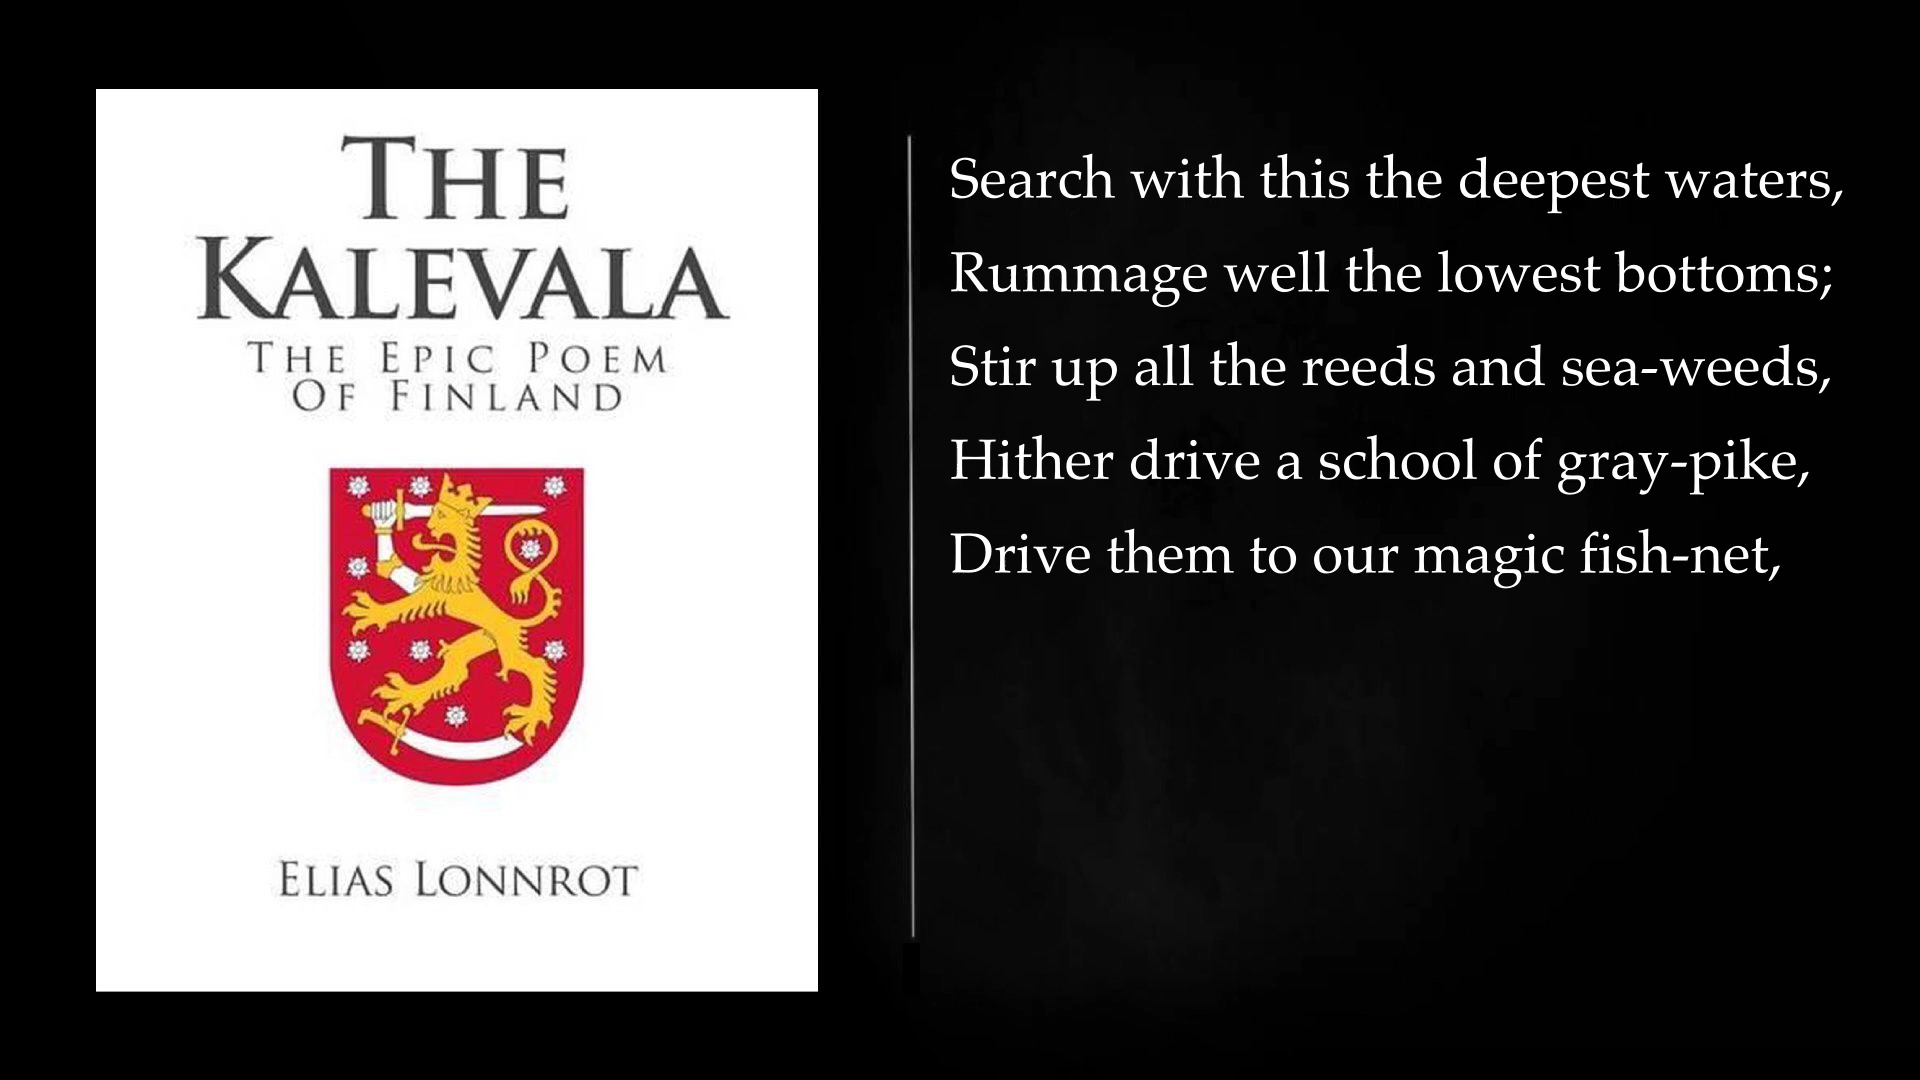 THE
KALEVALA
THE EPIC POEM
OF FINLAND
ELIAS LONNROT
Search with this the deepest waters,
Rummage well the lowest bottoms;
Stir up all the reeds and sea-weeds,
Hither drive a school of gray-pike,
Drive them to our magic fish-net,